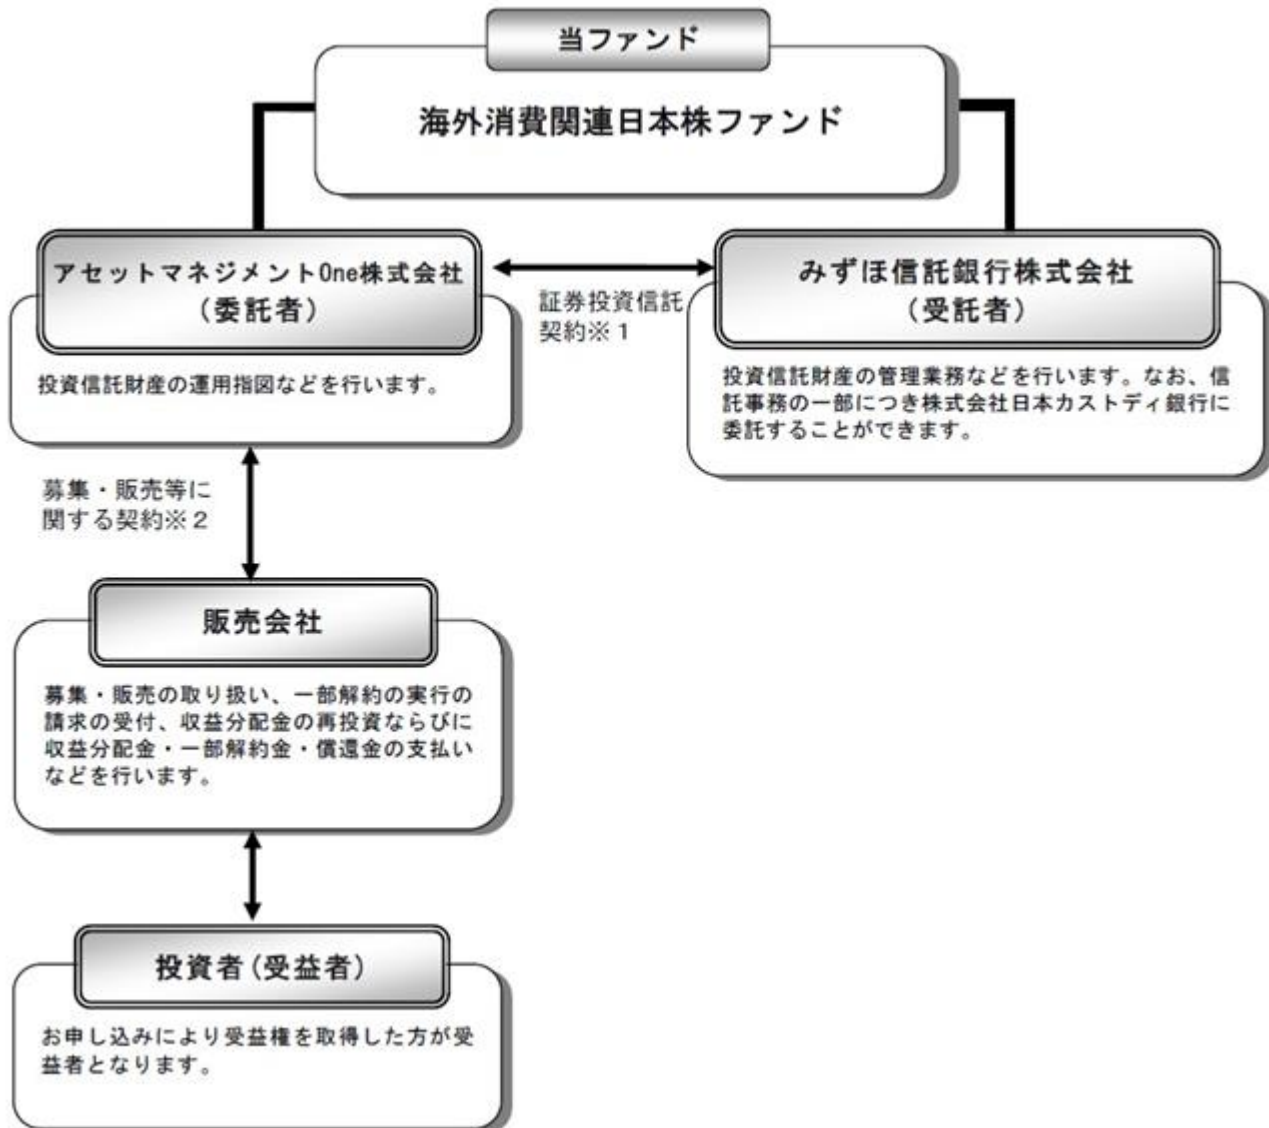 当ファンド
海外消費関連日本株ファンド
アセットマネジメントOne株式会社
(委託者)
投資信託財産の運用指図などを行います。
証券投資信託
契約※1
みずほ信託銀行株式会社
(受託者)
投資信託財産の管理業務などを行います。なお、信
託事務の一部につき株式会社日本カストディ銀行に
委託することができます。
募集・販売等に
関する契約※2
販売会社
募集・販売の取り扱い、一部解約の実行の
請求の受付、収益分配金の再投資ならびに
収益分配金・一部解約金・償還金の支払い
などを行います。
投資者(受益者)
お申し込みにより受益権を取得した方が受
益者となります。